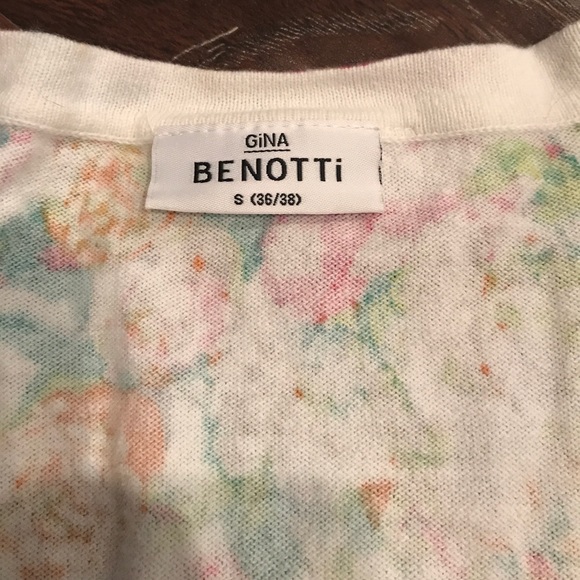 GiNA
BENOTTi
S (36/38)